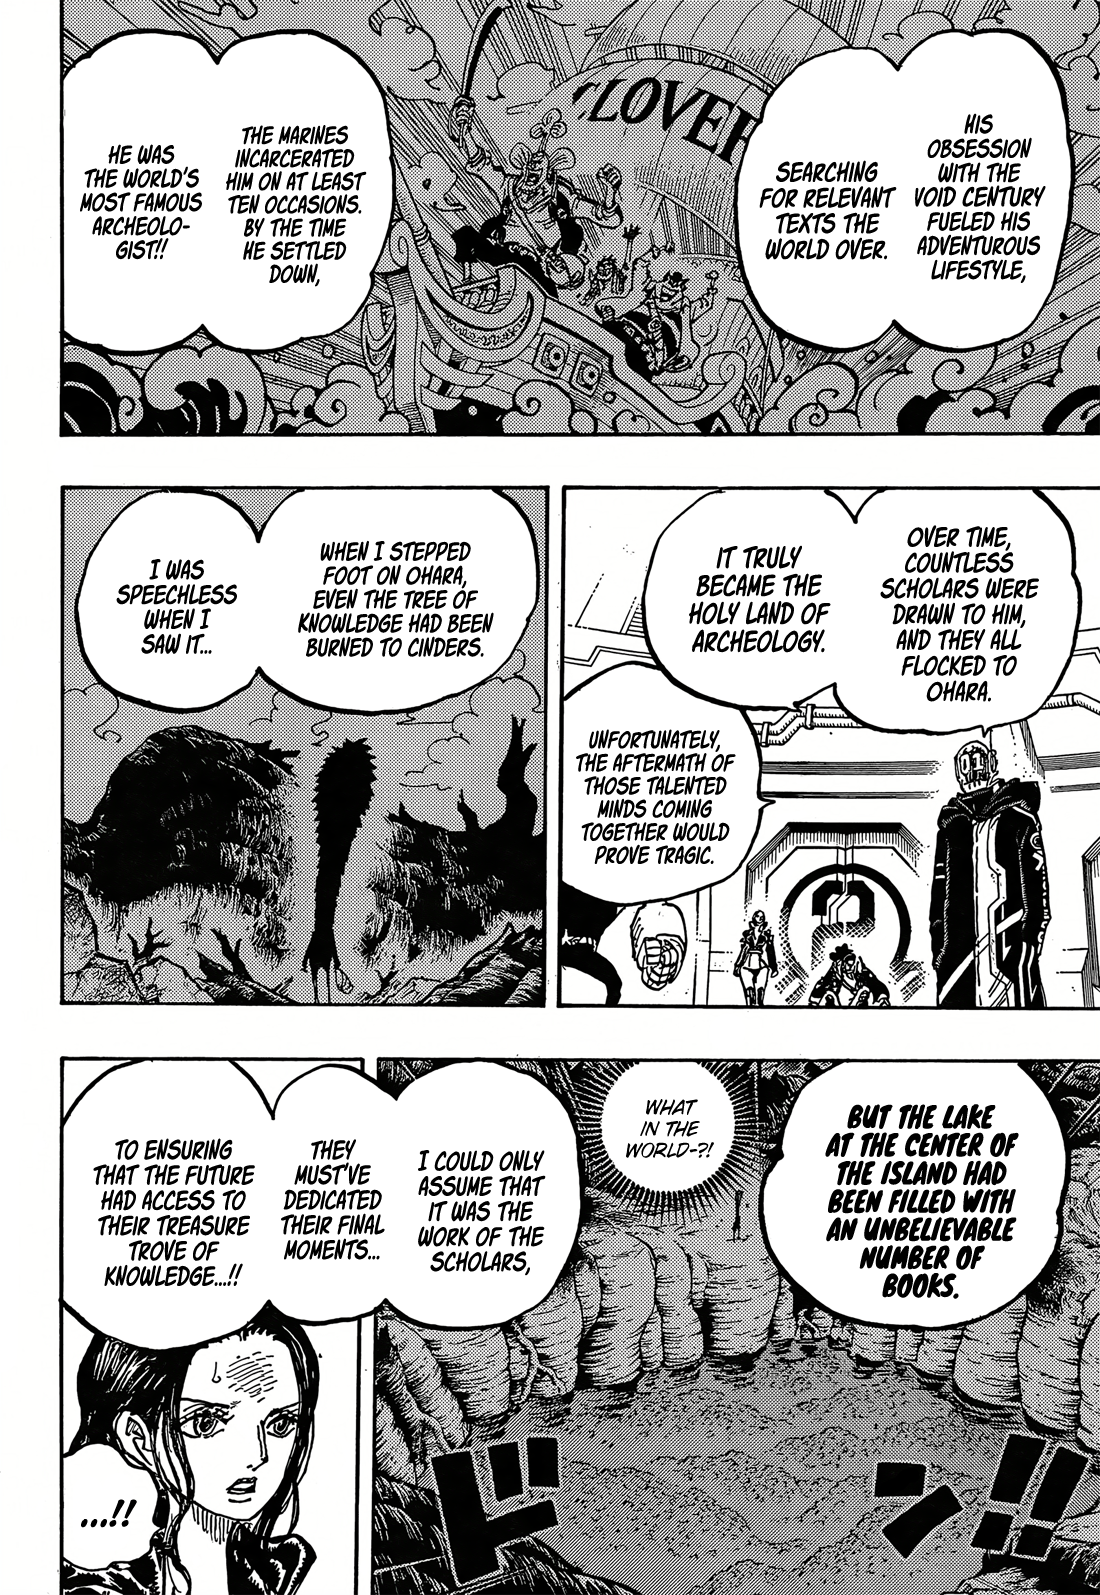 CLOVER
HIS
OBSESSION
WITH THE
VOID CENTURY
FUELED HIS
ADVENTUROUS
LIFESTYLE,
SEARCHING
FOR RELEVANT
TEXTS THE
WORLD OVER.
THE MARINES
INCARCERATED
HIM ON AT LEAST
TEN OCCASIONS.
BY THE TIME
HE SETTLED
DOWN,
HE WAS
THE WORLD'S
MOST FAMOUS
ARCHEOLO-
GIST!!
OVER TIME,
COUNTLESS
SCHOLARS WERE
DRAWN TO HIM,
AND THEY ALL
FLOCKED TO
OHARA.
IT TRULY
BECAME THE
HOLY LAND OF
ARCHEOLOGY.
UNFORTUNATELY,
THE AFTERMATH OF
THOSE TALENTED
MINDS COMING
TOGETHER WOULD
PROVE TRAGIC.
2
WHEN I STEPPED
FOOT ON OHARA,
EVEN THE TREE OF
KNOWLEDGE HAD BEEN
BURNED TO CINDERS.
I WAS
SPEECHLESS
WHEN I
SAW IT...
BUT THE LAKE
AT THE CENTER OF
THE ISLAND HAD
BEEN FILLED WITH
AN UNBELIEVABLE
NUMBER OF
BOOKS.
WHAT
IN THE
WORLD-?!
ドン!!
I COULD ONLY
ASSUME THAT
IT WAS THE
WORK OF THE
SCHOLARS,
THEY
MUST'VE
DEDICATED
THEIR FINAL
MOMENTS...
TO ENSURING
THAT THE FUTURE
HAD ACCESS TO
THEIR TREASURE
TROVE OF
KNOWLEDGE...!!
...!!